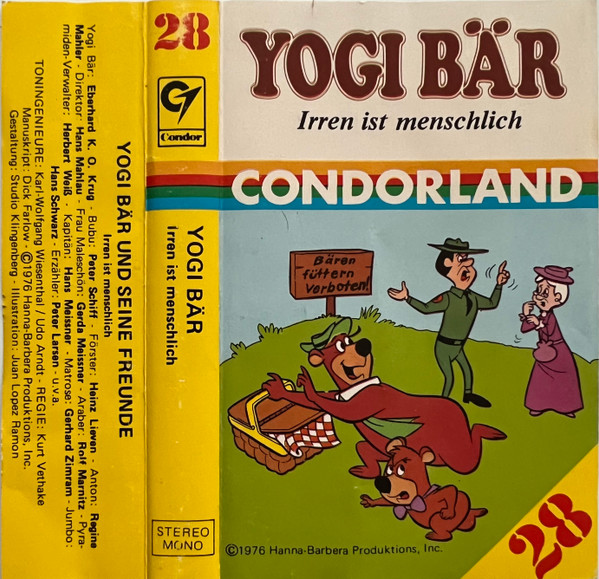 YOGI BÄR UND SEINE FREUNDE
Irren ist menschlich
Yogi Bär: Eberhard K. O. Krug - Bubu: Peter Schiff - Förster: Heinz Lieven - Anton: Regine
Mahler - Direktor: Hans Mahlau - Frau Maleschön: Gerda Meissner - Araber: Rolf Marnitz - Pyra-
miden-Verwalter: Herbert Weiß - Kapitän: Hans Meissner - Matrose: Gerhard Zimram - Jumbo:
Hans Schwarz - Erzähler: Peter Larsen - u.v.a.
TONINGENIEURE: Karl-Wolfgang Wiesenthal / Udo Arndt - REGIE: Kurt Vethake
Manuskript: Dick Farlow - ©1976 Hanna-Barbera Produktions, Inc.
Gestaltung: Studio Klingenberg - Illustration: Juan Lopez Ramon
28
Condor
YOGI BÄR
Irren ist menschlich
STEREO
MONO
YOGI BÄR
Irren ist menschlich
CONDORLAND
Bären
füttern
verboten!
28
©1976 Hanna-Barbera Produktions, Inc.